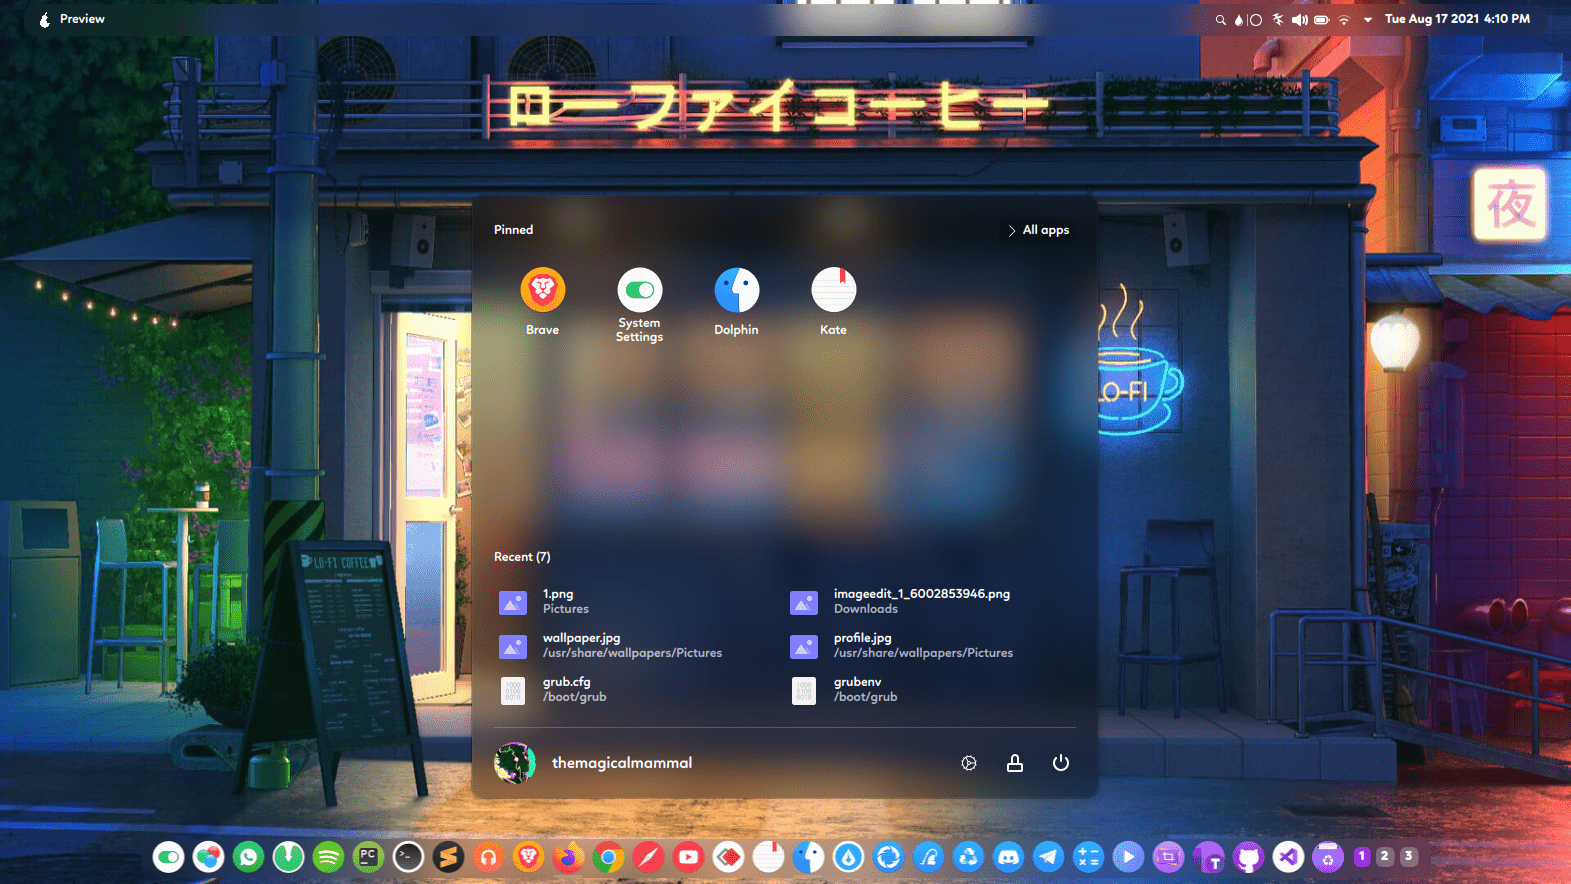 Preview
Tue Aug 17 2021 4:10 PM
ローファイコーヒー
夜
Pinned
All apps
Brave
System
Settings
Dolphin
Kate
LO-FI
Recent (7)
1.png
Pictures
imageedit_1_6002853946.png
Downloads
wallpaper.jpg
/usr/share/wallpapers/Pictures
profile.jpg
/usr/share/wallpapers/Pictures
grub.cfg
/boot/grub
grubenv
/boot/grub
LO-FI COFFEE
themagicalmammal
PC
1 2 3